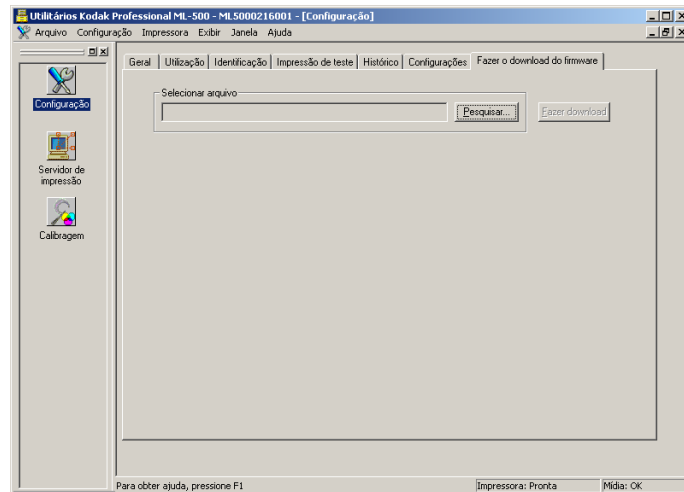 Utilitários Kodak Professional ML-500 - ML5000216001 - [Configuração]
Arquivo Configuração Impressora Exibir Janela Ajuda
Geral Utilização Identificação Impressão de teste Histórico Configurações Fazer o download do firmware
Selecionar arquivo
Pesquisar...
Fazer download
Configuração
Servidor de
impressão
Calibragem
Para obter ajuda, pressione F1
Impressora: Pronta
Mídia: OK